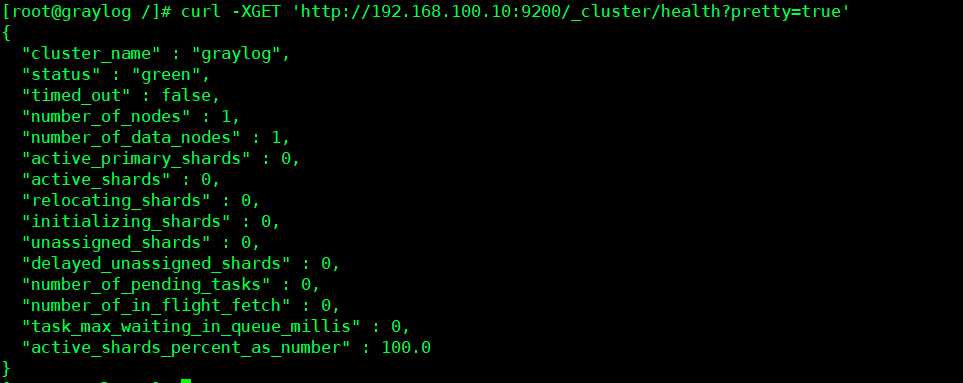 [root@graylog /]# curl -XGET 'http://192.168.100.10:9200/_cluster/health?pretty=true'
{
  "cluster_name" : "graylog",
  "status" : "green",
  "timed_out" : false,
  "number_of_nodes" : 1,
  "number_of_data_nodes" : 1,
  "active_primary_shards" : 0,
  "active_shards" : 0,
  "relocating_shards" : 0,
  "initializing_shards" : 0,
  "unassigned_shards" : 0,
  "delayed_unassigned_shards" : 0,
  "number_of_pending_tasks" : 0,
  "number_of_in_flight_fetch" : 0,
  "task_max_waiting_in_queue_millis" : 0,
  "active_shards_percent_as_number" : 100.0
}